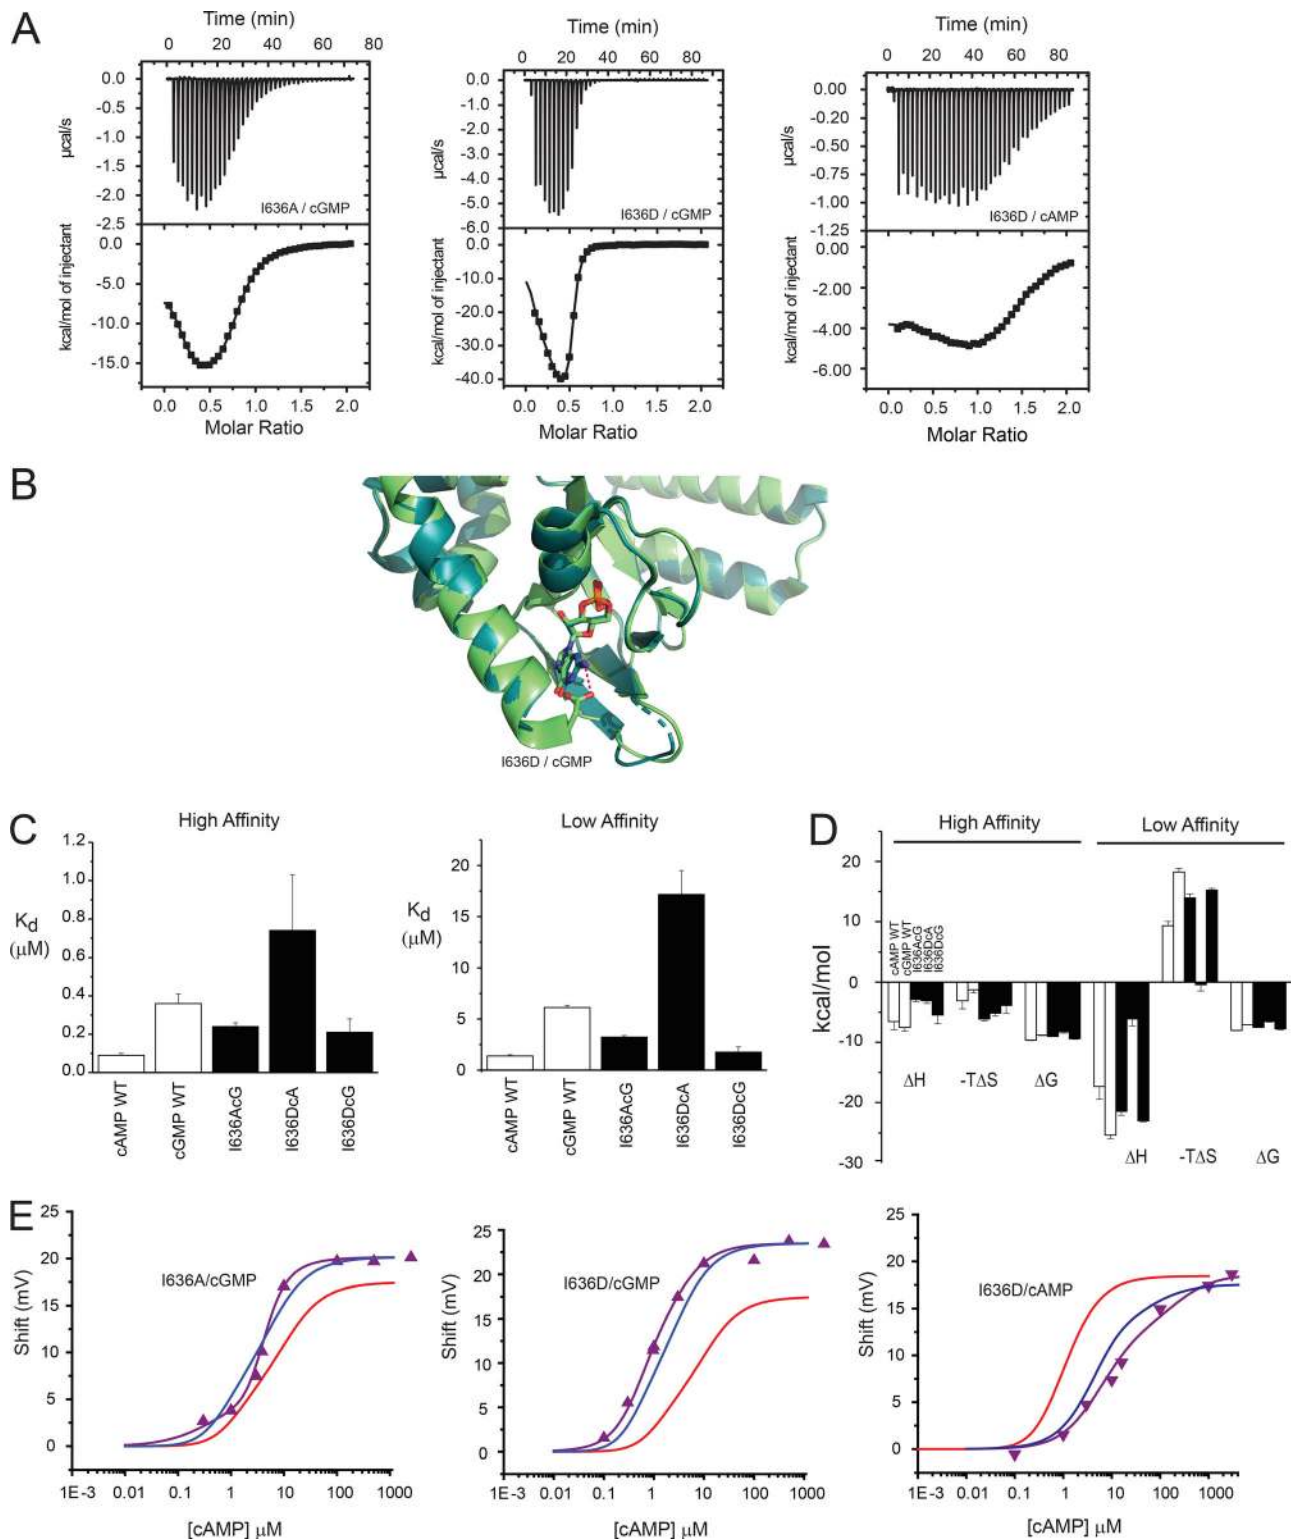 A
Time (min)
0 20 40 60 80
0.0
-0.5
-1.0
-1.5
-2.0
-2.5
µcal/s
I636A / cGMP
0.0
-5.0
-10.0
-15.0
kcal/mol of injectant
0.0 0.5 1.0 1.5 2.0
Molar Ratio
Time (min)
0 20 40 60 80
0.0
-1.0
-2.0
-3.0
-4.0
-5.0
-6.0
µcal/s
I636D / cGMP
0.0
-10.0
-20.0
-30.0
-40.0
kcal/mol of injectant
0.0 0.5 1.0 1.5 2.0
Molar Ratio
Time (min)
0 20 40 60 80
0.00
-0.20
-0.50
-0.75
-1.00
-1.25
µcal/s
I636D / cAMP
0.00
-2.00
-4.00
-6.00
kcal/mol of injectant
0.0 0.5 1.0 1.5 2.0
Molar Ratio
B
I636D / cGMP
C
High Affinity
Kd
(µM)
1.2
1.0
0.8
0.6
0.4
0.2
0.0
cAMP WT
cGMP WT
I636AcG
I636DcA
I636DcG
Low Affinity
Kd
(µM)
20
15
10
5
0
cAMP WT
cGMP WT
I636AcG
I636DcA
I636DcG
D
High Affinity
Low Affinity
kcal/mol
20
10
0
-10
-20
-30
cAMP WT
cGMP WT
I636AcG
I636DcA
I636DcG
ΔH
-TΔS
ΔG
ΔH
-TΔS
ΔG
E
Shift (mV)
25
20
15
10
5
0
I636A/cGMP
1E-3 0.01 0.1 1 10 100 1000
[cAMP] µM
Shift (mV)
25
20
15
10
5
0
I636D/cGMP
1E-3 0.01 0.1 1 10 100 1000
[cAMP] µM
Shift (mV)
25
20
15
10
5
0
I636D/cAMP
1E-3 0.01 0.1 1 10 100 1000
[cAMP] µM